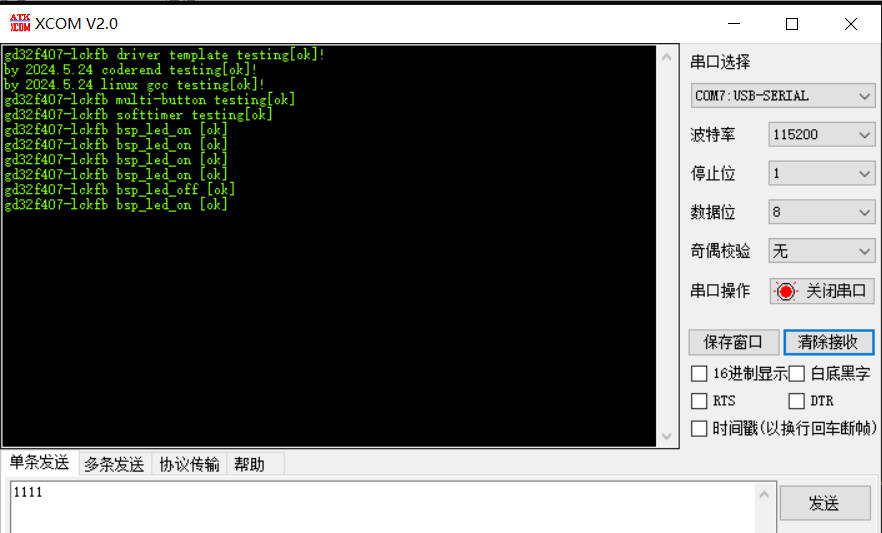 ATK
XCOM XCOM V2.0
gd32f407-lckfb driver template testing[ok]!
by 2024.5.24 coderend testing[ok]!
by 2024.5.24 linux gcc testing[ok]!
gd32f407-lckfb multi-button testing[ok]
gd32f407-lckfb softtimer testing[ok]
gd32f407-lckfb bsp_led_on [ok]
gd32f407-lckfb bsp_led_on [ok]
gd32f407-lckfb bsp_led_on [ok]
gd32f407-lckfb bsp_led_on [ok]
gd32f407-lckfb bsp_led_off [ok]
gd32f407-lckfb bsp_led_on [ok]
串口选择
COM7:USB-SERIAL
波特率 115200
停止位 1
数据位 8
奇偶校验 无
串口操作 关闭串口
保存窗口 清除接收
16进制显示 白底黑字
RTS DTR
时间戳(以换行回车断帧)
单条发送 多条发送 协议传输 帮助
1111
发送